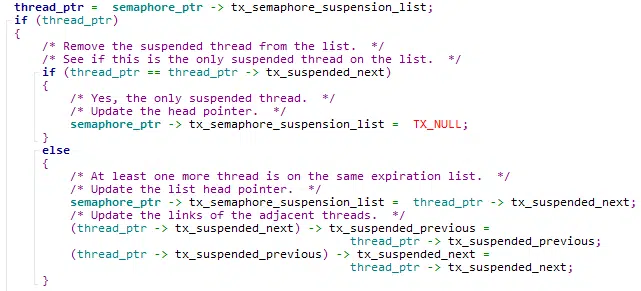 thread_ptr =  semaphore_ptr -> tx_semaphore_suspension_list;
if (thread_ptr)
{
    /* Remove the suspended thread from the list.  */
    /* See if this is the only suspended thread on the list.  */
    if (thread_ptr == thread_ptr -> tx_suspended_next)
    {
        /* Yes, the only suspended thread.  */
        /* Update the head pointer.  */
        semaphore_ptr -> tx_semaphore_suspension_list =  TX_NULL;
    }
    else
    {
        /* At least one more thread is on the same expiration list.  */
        /* Update the list head pointer.  */
        semaphore_ptr -> tx_semaphore_suspension_list =  thread_ptr -> tx_suspended_next;
        /* Update the links of the adjacent threads.  */
        (thread_ptr -> tx_suspended_next) -> tx_suspended_previous =
                                                thread_ptr -> tx_suspended_previous;
        (thread_ptr -> tx_suspended_previous) -> tx_suspended_next =
                                                thread_ptr -> tx_suspended_next;
    }